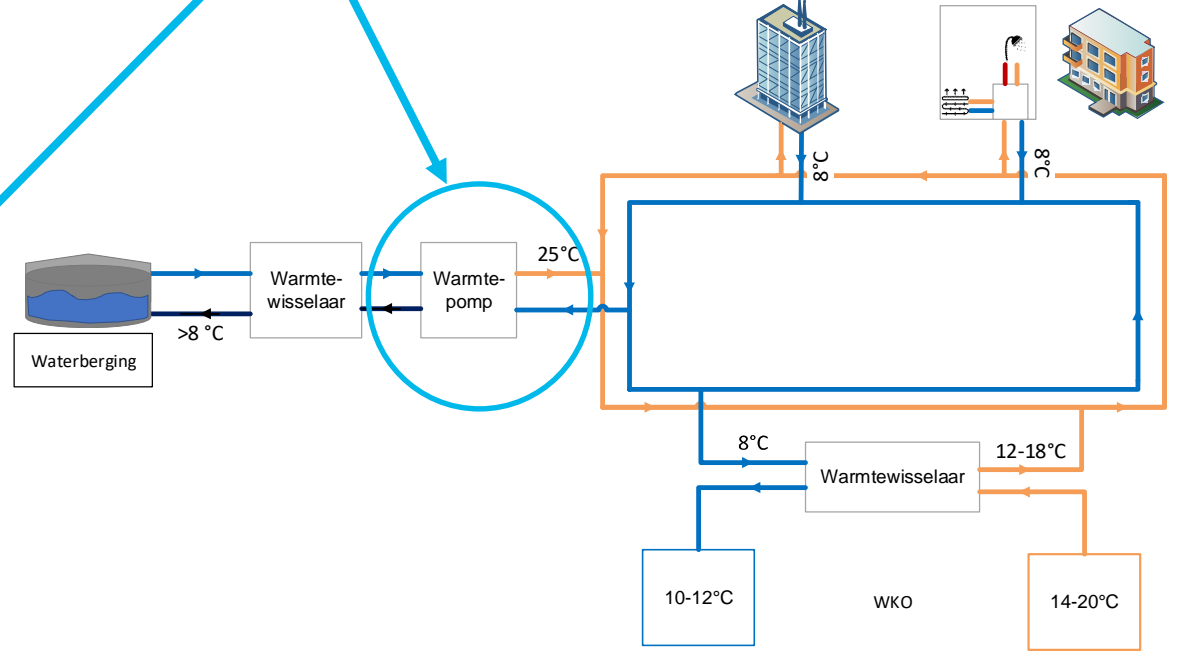 8°C
8°C
25°C
Warmte-
wisselaar
Warmte-
pomp
>8 °C
Waterberging
8°C
12-18°C
Warmtewisselaar
10-12°C
WKO
14-20°C